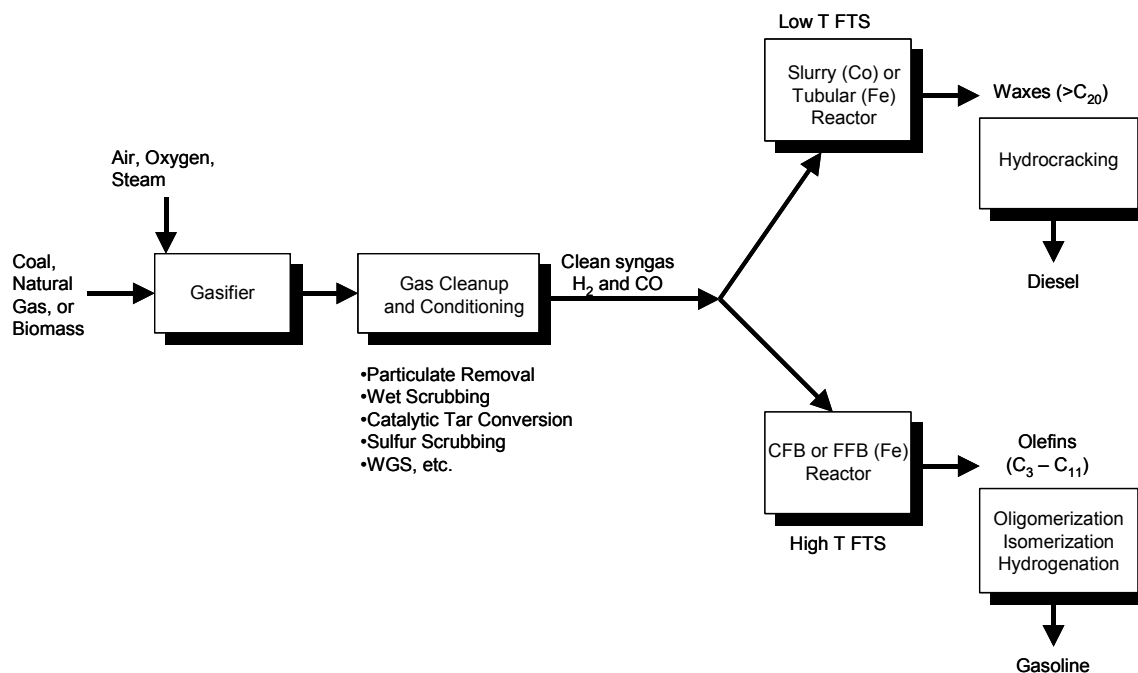 Low T FTS
Slurry (Co) or
Tubular (Fe)
Reactor
Waxes (>C20)
Hydrocracking
Diesel
Air, Oxygen,
Steam
Coal,
Natural
Gas, or
Biomass
Gasifier
Gas Cleanup
and Conditioning
Clean syngas
H2 and CO
•Particulate Removal
•Wet Scrubbing
•Catalytic Tar Conversion
•Sulfur Scrubbing
•WGS, etc.
CFB or FFB (Fe)
Reactor
High T FTS
Olefins
(C3 – C11)
Oligomerization
Isomerization
Hydrogenation
Gasoline